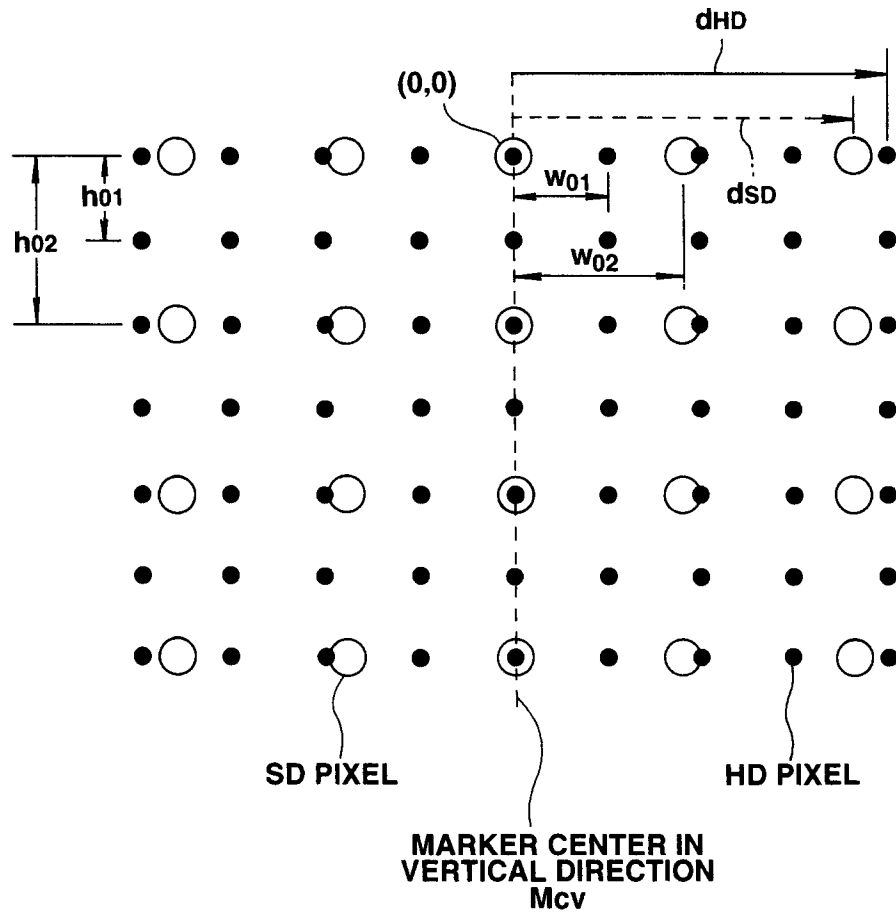 dHD
(0,0)
dSD
h01
h02
w01
w02
SD PIXEL
HD PIXEL
MARKER CENTER IN
VERTICAL DIRECTION
Mcv